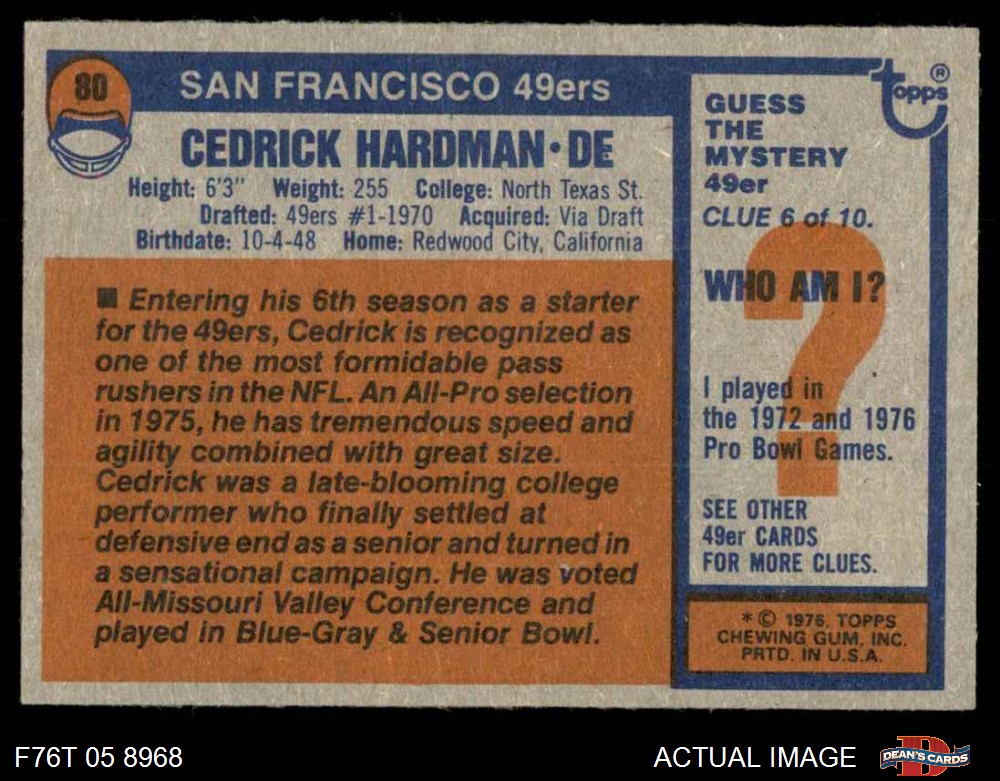 80
SAN FRANCISCO 49ers
CEDRICK HARDMAN • DE
Height: 6'3" Weight: 255 College: North Texas St.
Drafted: 49ers #1-1970 Acquired: Via Draft
Birthdate: 10-4-48 Home: Redwood City, California
■ Entering his 6th season as a starter
for the 49ers, Cedrick is recognized as
one of the most formidable pass
rushers in the NFL. An All-Pro selection
in 1975, he has tremendous speed and
agility combined with great size.
Cedrick was a late-blooming college
performer who finally settled at
defensive end as a senior and turned in
a sensational campaign. He was voted
All-Missouri Valley Conference and
played in Blue-Gray & Senior Bowl.
topps ®
GUESS
THE
MYSTERY
49er
CLUE 6 of 10.
WHO AM I?
I played in
the 1972 and 1976
Pro Bowl Games.
SEE OTHER
49er CARDS
FOR MORE CLUES.
* © 1976, TOPPS
CHEWING GUM, INC.
PRTD. IN U.S.A.
F76T 05 8968
ACTUAL IMAGE
DEAN'S CARDS